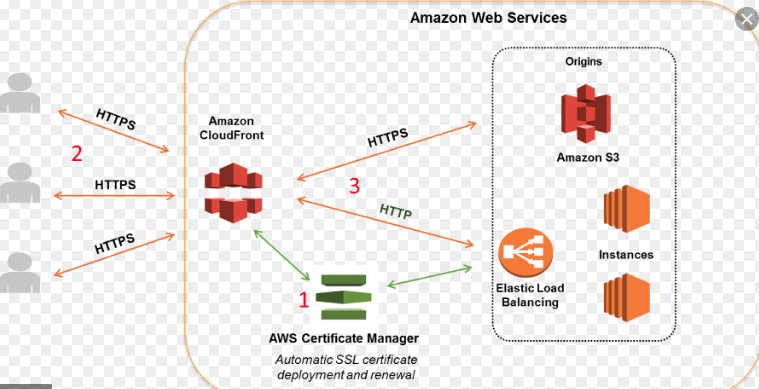 Amazon Web Services
Origins
Amazon
CloudFront
HTTPS
2
HTTPS
HTTPS
HTTPS
3
HTTP
Amazon S3
Instances
Elastic Load
Balancing
1
AWS Certificate Manager
Automatic SSL certificate
deployment and renewal